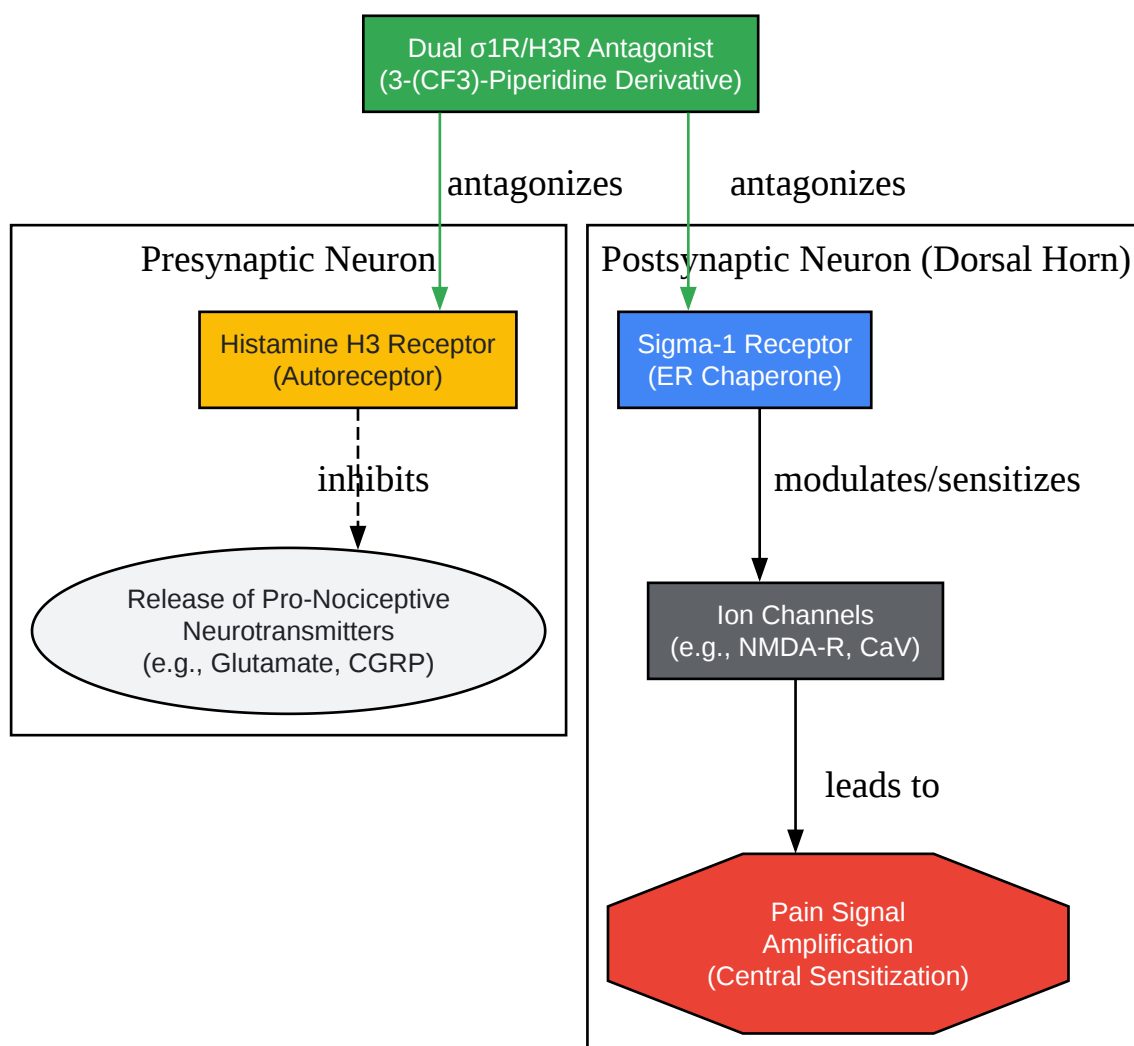 Dual σ1R/H3R Antagonist
(3-(CF3)-Piperidine Derivative)
antagonizes
antagonizes
Presynaptic Neuron
Histamine H3 Receptor
(Autoreceptor)
inhibits
Release of Pro-Nociceptive
Neurotransmitters
(e.g., Glutamate, CGRP)
Postsynaptic Neuron (Dorsal Horn)
Sigma-1 Receptor
(ER Chaperone)
modulates/sensitizes
Ion Channels
(e.g., NMDA-R, CaV)
leads to
Pain Signal
Amplification
(Central Sensitization)